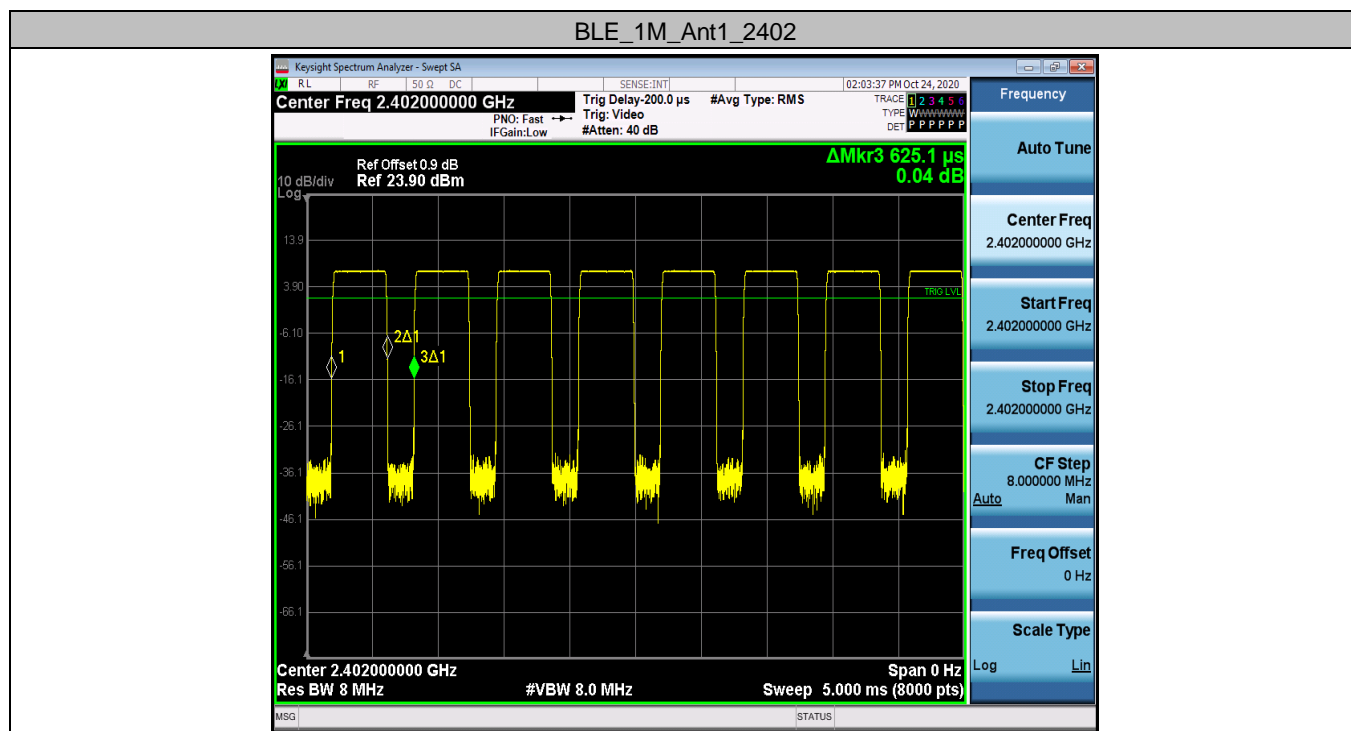 BLE_1M_Ant1_2402
Keysight Spectrum Analyzer - Swept SA
LXI RL RF 50 Ω DC SENSE:INT 02:03:37 PM Oct 24, 2020
Center Freq 2.402000000 GHz
PNO: Fast
IFGain:Low
Trig Delay-200.0 µs
Trig: Video
#Atten: 40 dB
#Avg Type: RMS
TRACE 1 2 3 4 5 6
TYPE WWWWWW
DET P P P P P P
ΔMkr3 625.1 µs
0.04 dB
Ref Offset 0.9 dB
10 dB/div Ref 23.90 dBm
Log
13.9
3.90
TRIG LVL
-6.10
2Δ1
1
3Δ1
-16.1
-26.1
-36.1
-46.1
-56.1
-66.1
Center 2.402000000 GHz Span 0 Hz
Res BW 8 MHz #VBW 8.0 MHz Sweep 5.000 ms (8000 pts)
MSG STATUS
Frequency
Auto Tune
Center Freq
2.402000000 GHz
Start Freq
2.402000000 GHz
Stop Freq
2.402000000 GHz
CF Step
8.000000 MHz
Auto Man
Freq Offset
0 Hz
Scale Type
Log Lin